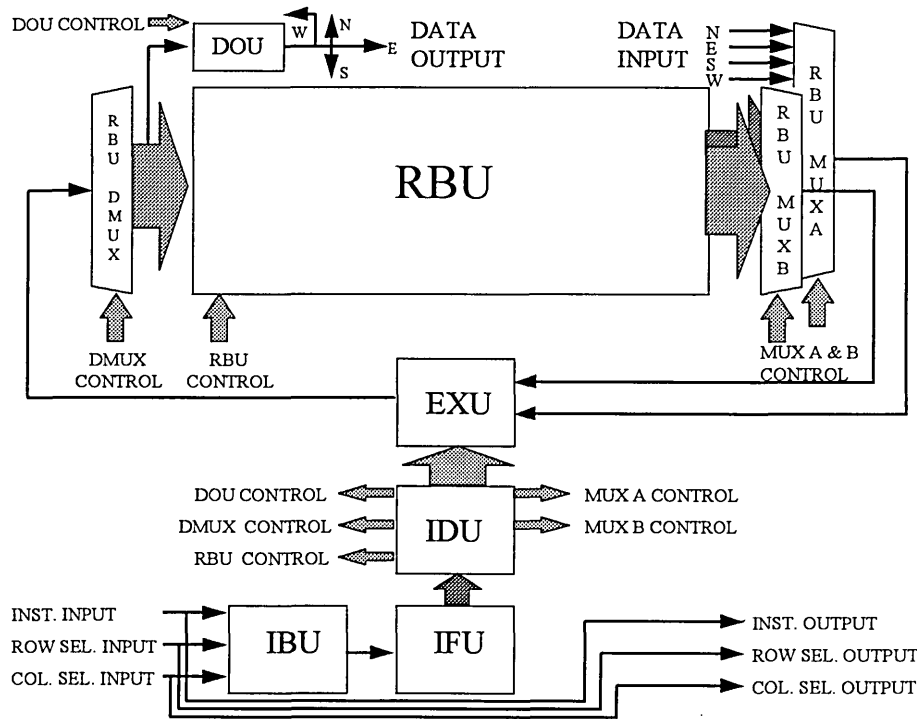 DOU CONTROL
DOU
W
N
E
S
DATA
OUTPUT
DATA
INPUT
N
E
S
W
RBU MUXA
RBU MUXB
RBU DMUX
RBU
DMUX
CONTROL
RBU
CONTROL
MUX A & B
CONTROL
EXU
DOU CONTROL
DMUX CONTROL
RBU CONTROL
IDU
MUX A CONTROL
MUX B CONTROL
INST. INPUT
ROW SEL. INPUT
COL. SEL. INPUT
IBU
IFU
INST. OUTPUT
ROW SEL. OUTPUT
COL. SEL. OUTPUT